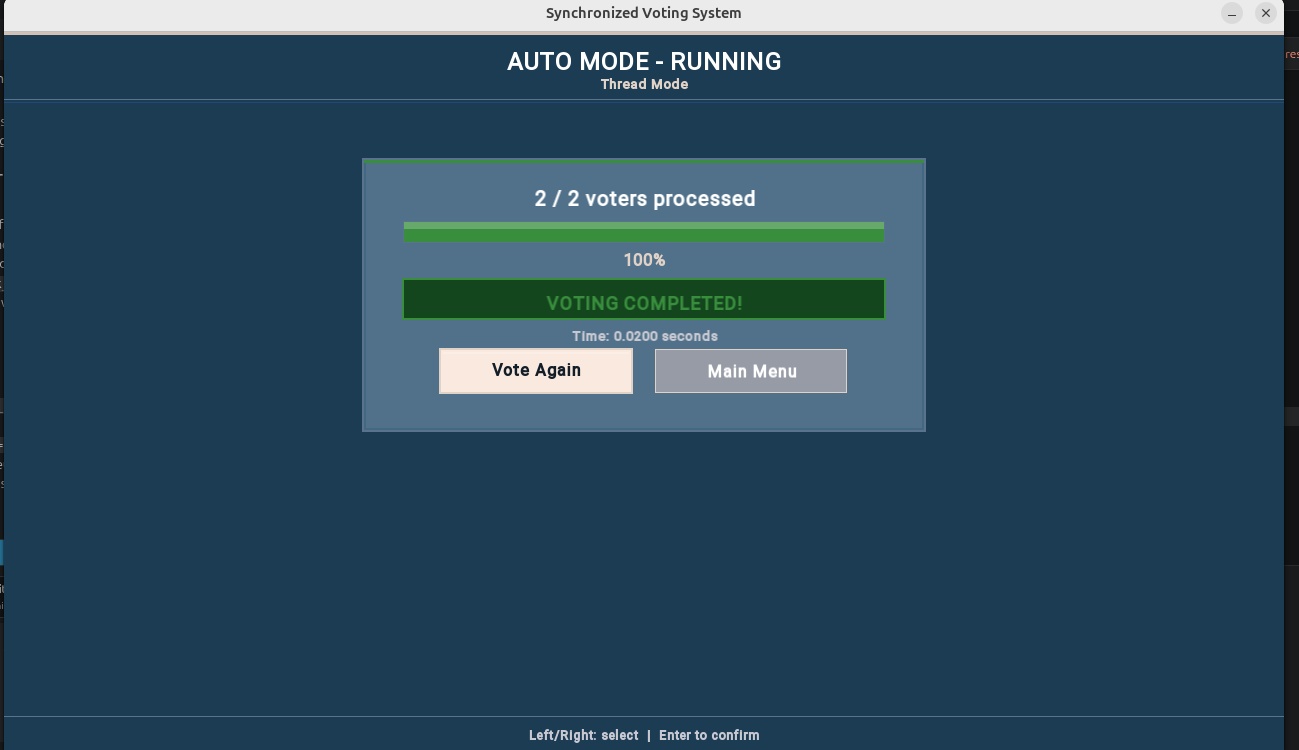 Synchronized Voting System
AUTO MODE - RUNNING
Thread Mode
2 / 2 voters processed
100%
VOTING COMPLETED!
Time: 0.0200 seconds
Vote Again
Main Menu
Left/Right: select | Enter to confirm